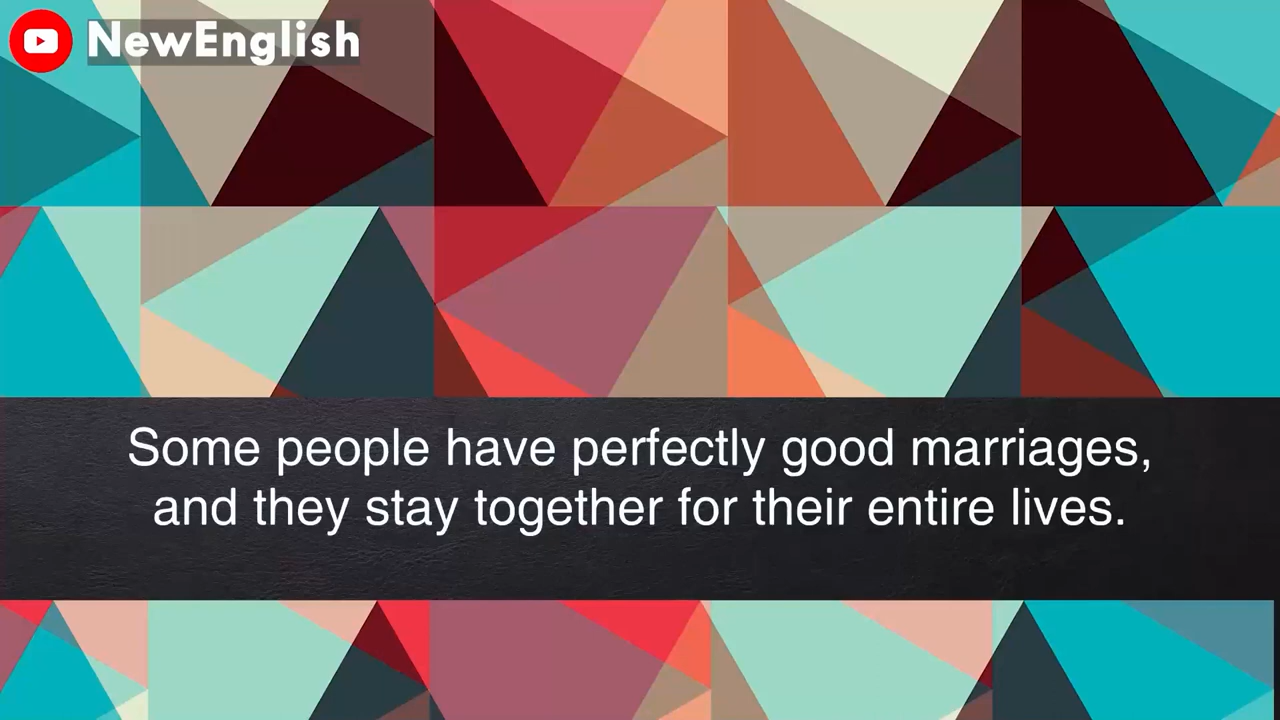 NewEnglish
Some people have perfectly good marriages,
and they stay together for their entire lives.